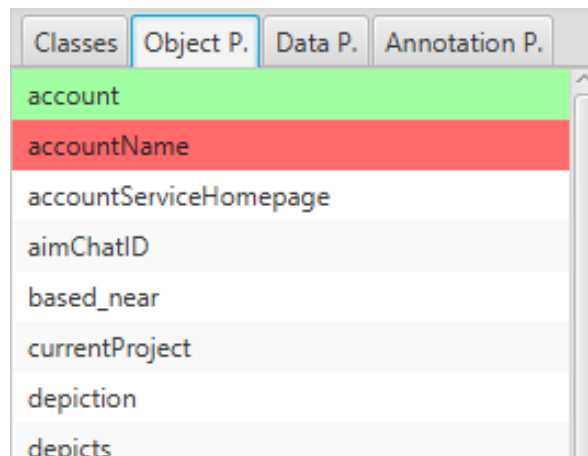 Classes Object P. Data P. Annotation P.
account
accountName
accountServiceHomepage
aimChatID
based_near
currentProject
depiction
depicts